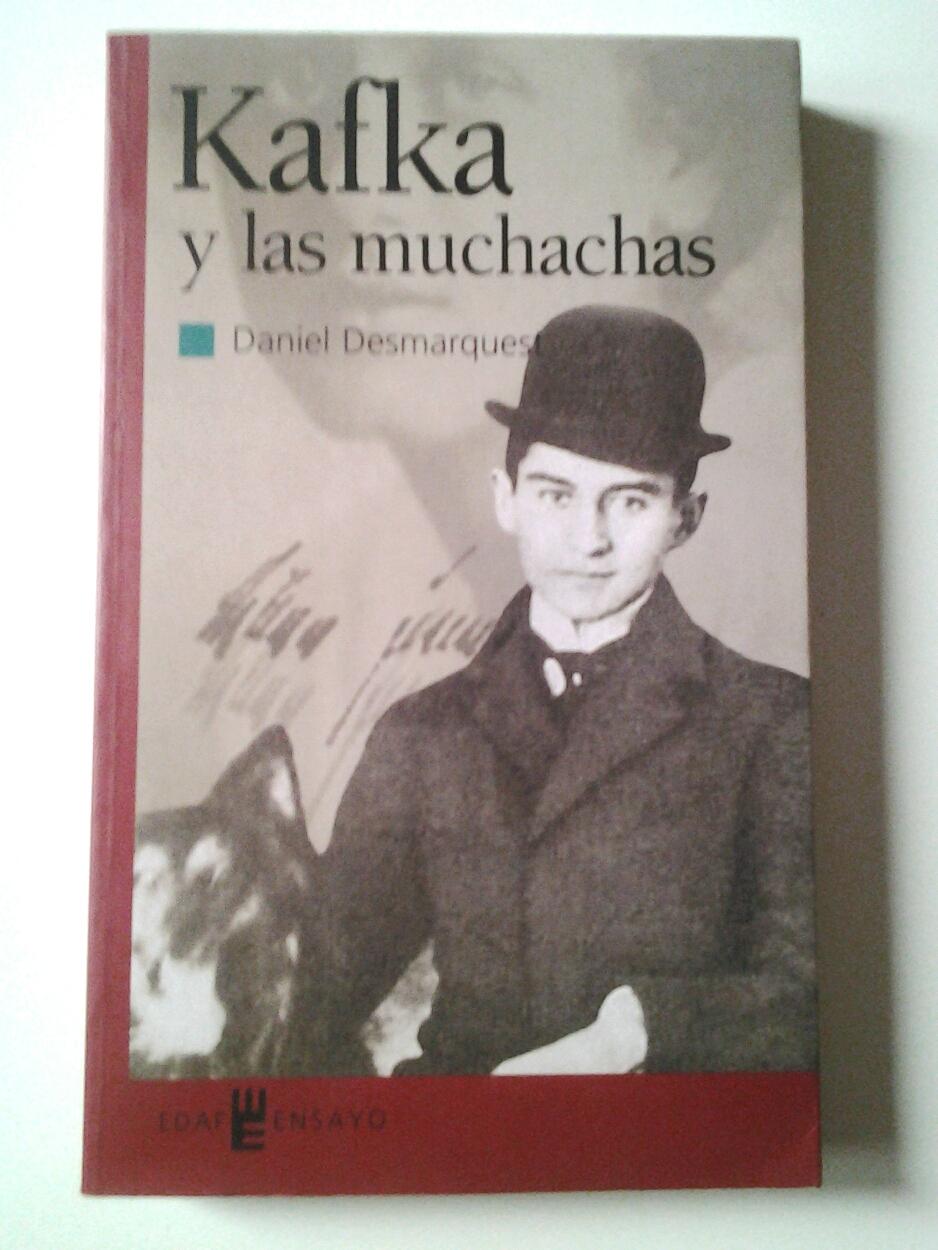 Kafka
y las muchachas
Daniel Desmarquest
EDAF ENSAYO